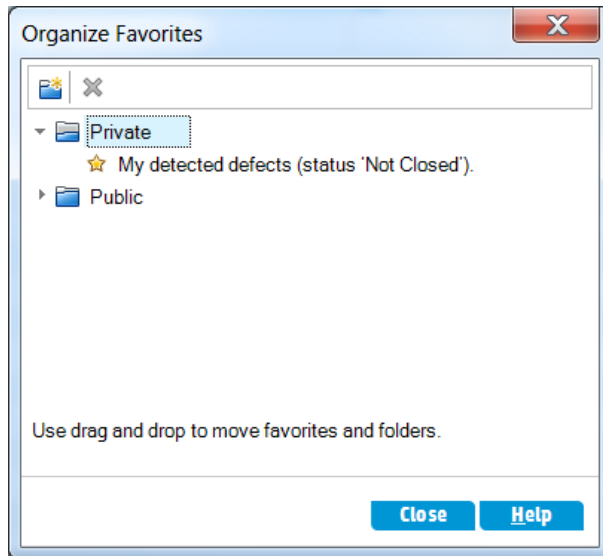 Organize Favorites
Private
My detected defects (status 'Not Closed').
Public
Use drag and drop to move favorites and folders.
Close Help